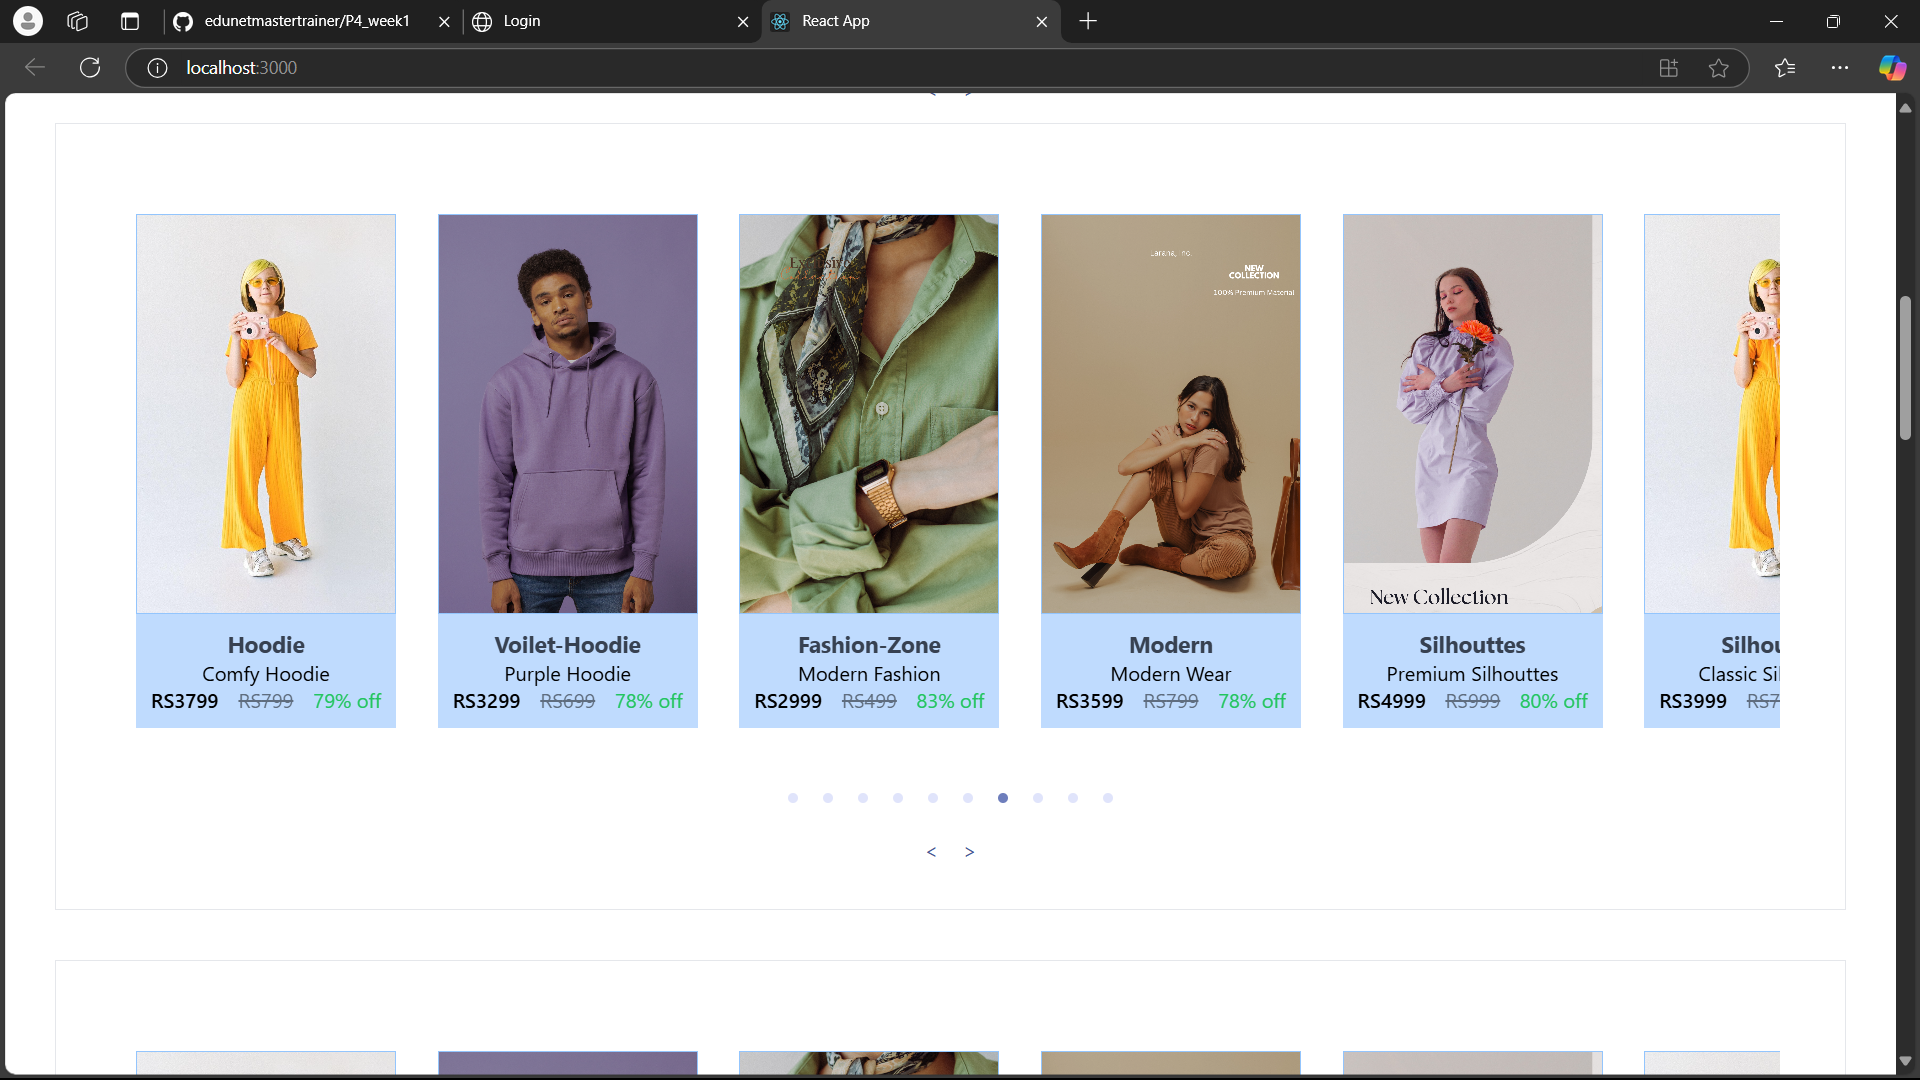 edunetmastertrainer/P4_week1
Login
React App
localhost:3000
< >
Larana, Inc.
NEW
COLLECTION
100% Premium Material
New Collection
Hoodie
Comfy Hoodie
RS3799 RS799 79% off
Voilet-Hoodie
Purple Hoodie
RS3299 RS699 78% off
Fashion-Zone
Modern Fashion
RS2999 RS499 83% off
Modern
Modern Wear
RS3599 RS799 78% off
Silhouttes
Premium Silhouttes
RS4999 RS999 80% off
Silhou
Classic Sil
RS3999 RS7
< >